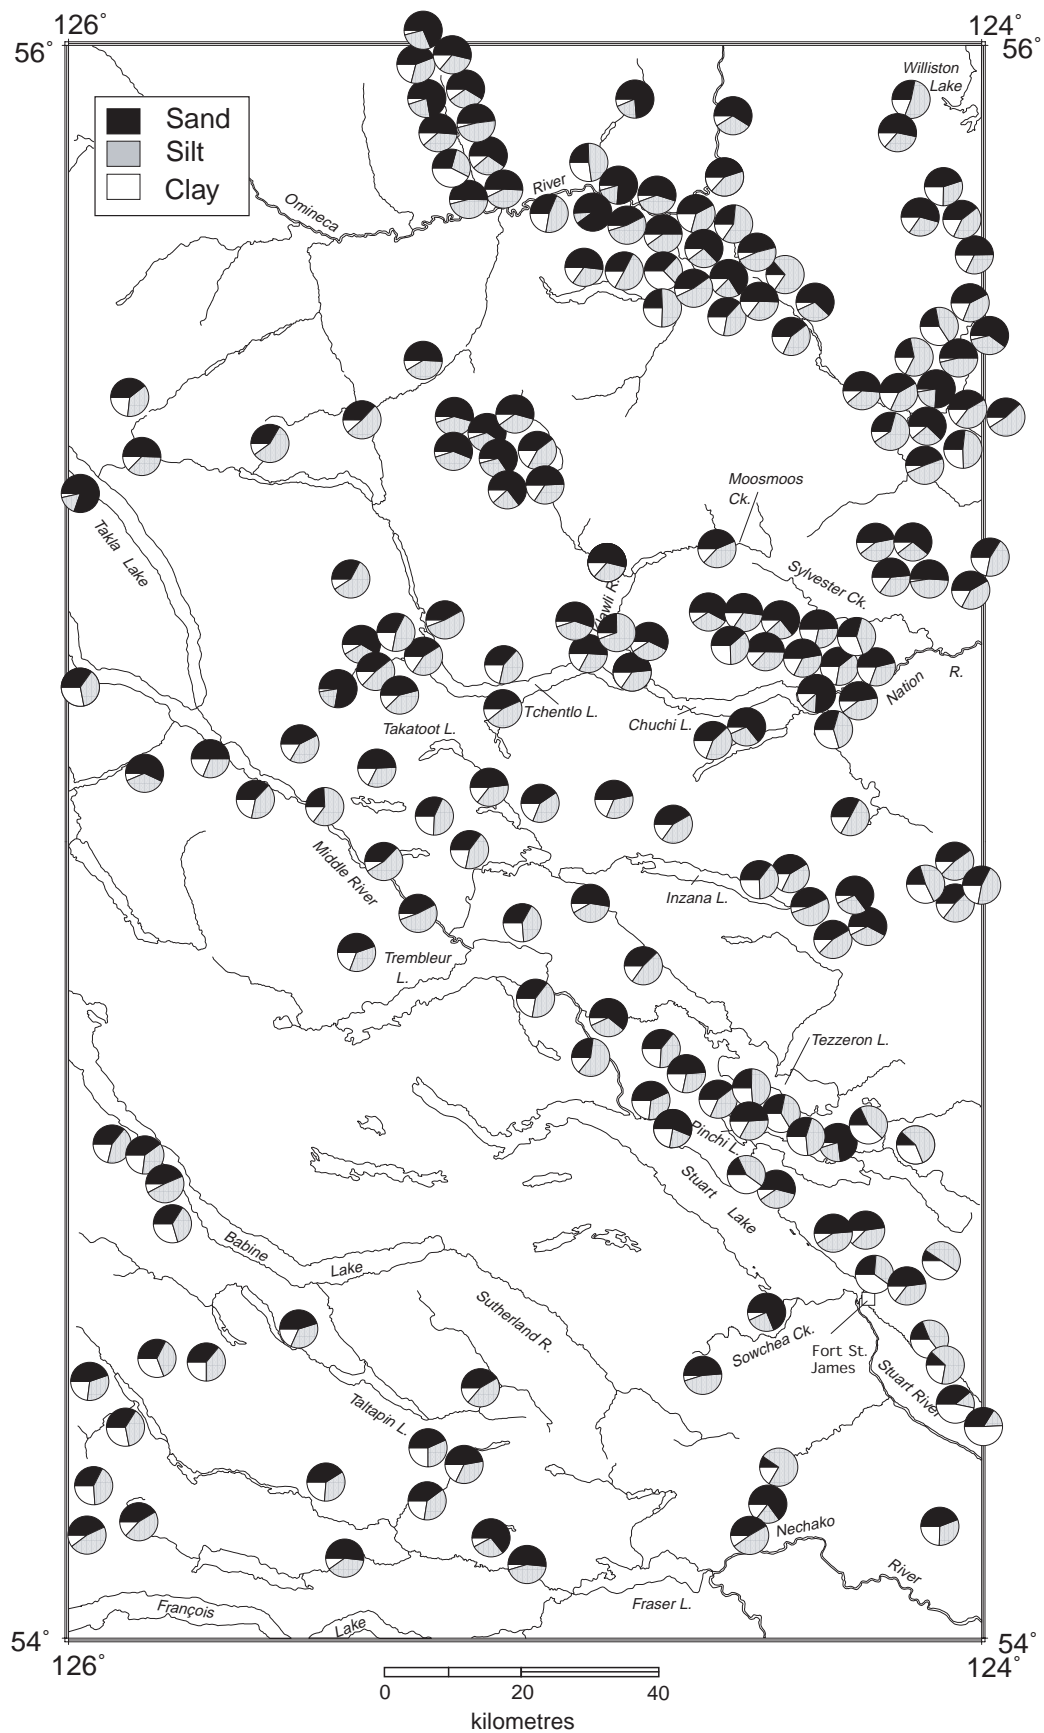 126°
124°
56°
56°
Williston
Lake
Sand
Silt
Clay
Omineca
River
Moosmoos
Ck.
Takla Lake
Sylvester Ck.
Nation
R.
Tchentlo L.
Takatoot L.
Chuchi L.
Middle River
Inzana L.
Trembleur
L.
Tezzeron L.
Pinchi L.
Stuart
Lake
Babine
Lake
Sutherland R.
Sowchea Ck.
Fort St.
James
Stuart River
Taltapin L.
Nechako
River
Fraser L.
François
Lake
54°
54°
126°
124°
0
20
40
kilometres